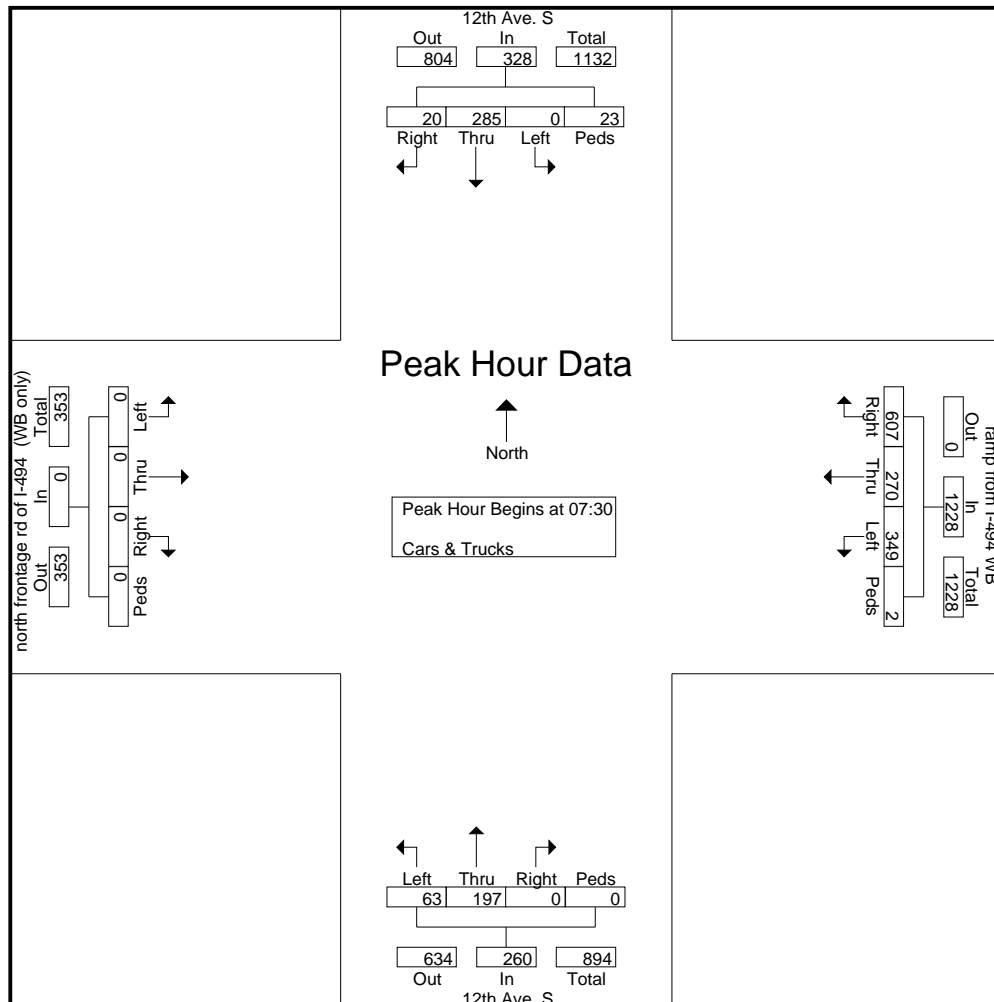 12th Ave. S
Out In Total
804 328 1132
20 285 0 23
Right Thru Left Peds
Peak Hour Data
North
Peak Hour Begins at 07:30
Cars & Trucks
north frontage rd of I-494 (WB only)
Total In Out
353 0 353
0 0 0 0
Left Thru Right Peds
ramp from I-494 WB
Out In Total
0 1228 1228
607 270 349 2
Right Thru Left Peds
Left Thru Right Peds
63 197 0 0
634 260 894
Out In Total
12th Ave. S